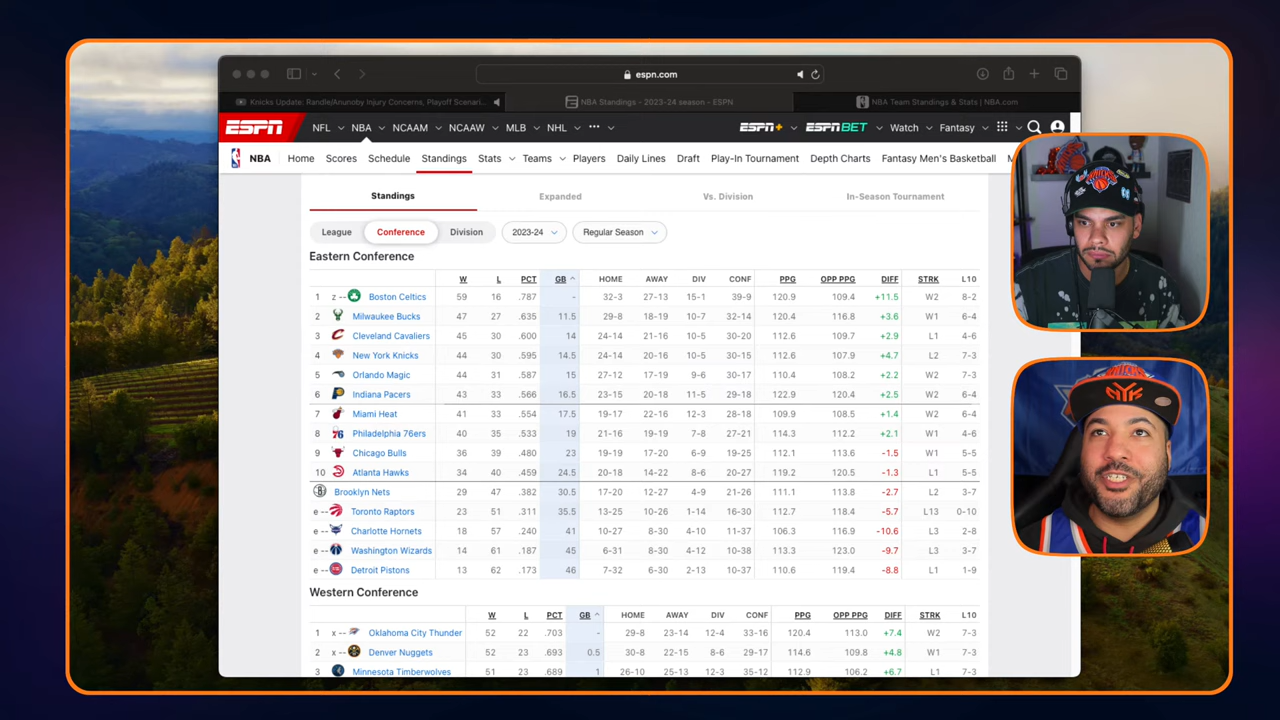 espn.com
Knicks Update: Randle/Anunoby Injury Concerns, Playoff Scenari... NBA Standings - 2023-24 season - ESPN NBA Team Standings & Stats | NBA.com
ESPN NFL NBA NCAAM NCAAW MLB NHL ••• ESPN+ ESPN BET Watch Fantasy
NBA Home Scores Schedule Standings Stats Teams Players Daily Lines Draft Play-In Tournament Depth Charts Fantasy Men's Basketball
Standings Expanded Vs. Division In-Season Tournament
League Conference Division 2023-24 Regular Season
Eastern Conference
W L PCT GB HOME AWAY DIV CONF PPG OPP PPG DIFF STRK L10
1 z -- Boston Celtics 59 16 .787 - 32-3 27-13 15-1 39-9 120.9 109.4 +11.5 W2 8-2
2 Milwaukee Bucks 47 27 .635 11.5 29-8 18-19 10-7 32-14 120.4 116.8 +3.6 W1 6-4
3 Cleveland Cavaliers 45 30 .600 14 24-14 21-16 10-5 30-20 112.6 109.7 +2.9 L1 4-6
4 New York Knicks 44 30 .595 14.5 24-14 20-16 10-5 30-15 112.6 107.9 +4.7 L2 7-3
5 Orlando Magic 44 31 .587 15 27-12 17-19 9-6 30-17 110.4 108.2 +2.2 W2 7-3
6 Indiana Pacers 43 33 .566 16.5 23-15 20-18 11-5 29-18 122.9 120.4 +2.5 W2 6-4
7 Miami Heat 41 33 .554 17.5 19-17 22-16 12-3 28-18 109.9 108.5 +1.4 W2 6-4
8 Philadelphia 76ers 40 35 .533 19 21-16 19-19 7-8 27-21 114.3 112.2 +2.1 W1 4-6
9 Chicago Bulls 36 39 .480 23 19-19 17-20 6-9 19-25 112.1 113.6 -1.5 W1 5-5
10 Atlanta Hawks 34 40 .459 24.5 20-18 14-22 8-6 20-27 119.2 120.5 -1.3 L1 5-5
Brooklyn Nets 29 47 .382 30.5 17-20 12-27 4-9 21-26 111.1 113.8 -2.7 L2 3-7
e -- Toronto Raptors 23 51 .311 35.5 13-25 10-26 1-14 16-30 112.7 118.4 -5.7 L13 0-10
e -- Charlotte Hornets 18 57 .240 41 10-27 8-30 4-10 11-37 106.3 116.9 -10.6 L3 2-8
e -- Washington Wizards 14 61 .187 45 6-31 8-30 4-12 10-38 113.3 123.0 -9.7 L3 3-7
e -- Detroit Pistons 13 62 .173 46 7-32 6-30 2-13 10-37 110.6 119.4 -8.8 L1 1-9
Western Conference
W L PCT GB HOME AWAY DIV CONF PPG OPP PPG DIFF STRK L10
1 x -- Oklahoma City Thunder 52 22 .703 - 29-8 23-14 12-4 33-16 120.4 113.0 +7.4 W2 7-3
2 x -- Denver Nuggets 52 23 .693 0.5 30-8 22-15 8-6 29-17 114.6 109.8 +4.8 W1 7-3
3 Minnesota Timberwolves 51 23 .689 1 26-10 25-13 12-3 35-12 112.9 106.2 +6.7 L1 7-3